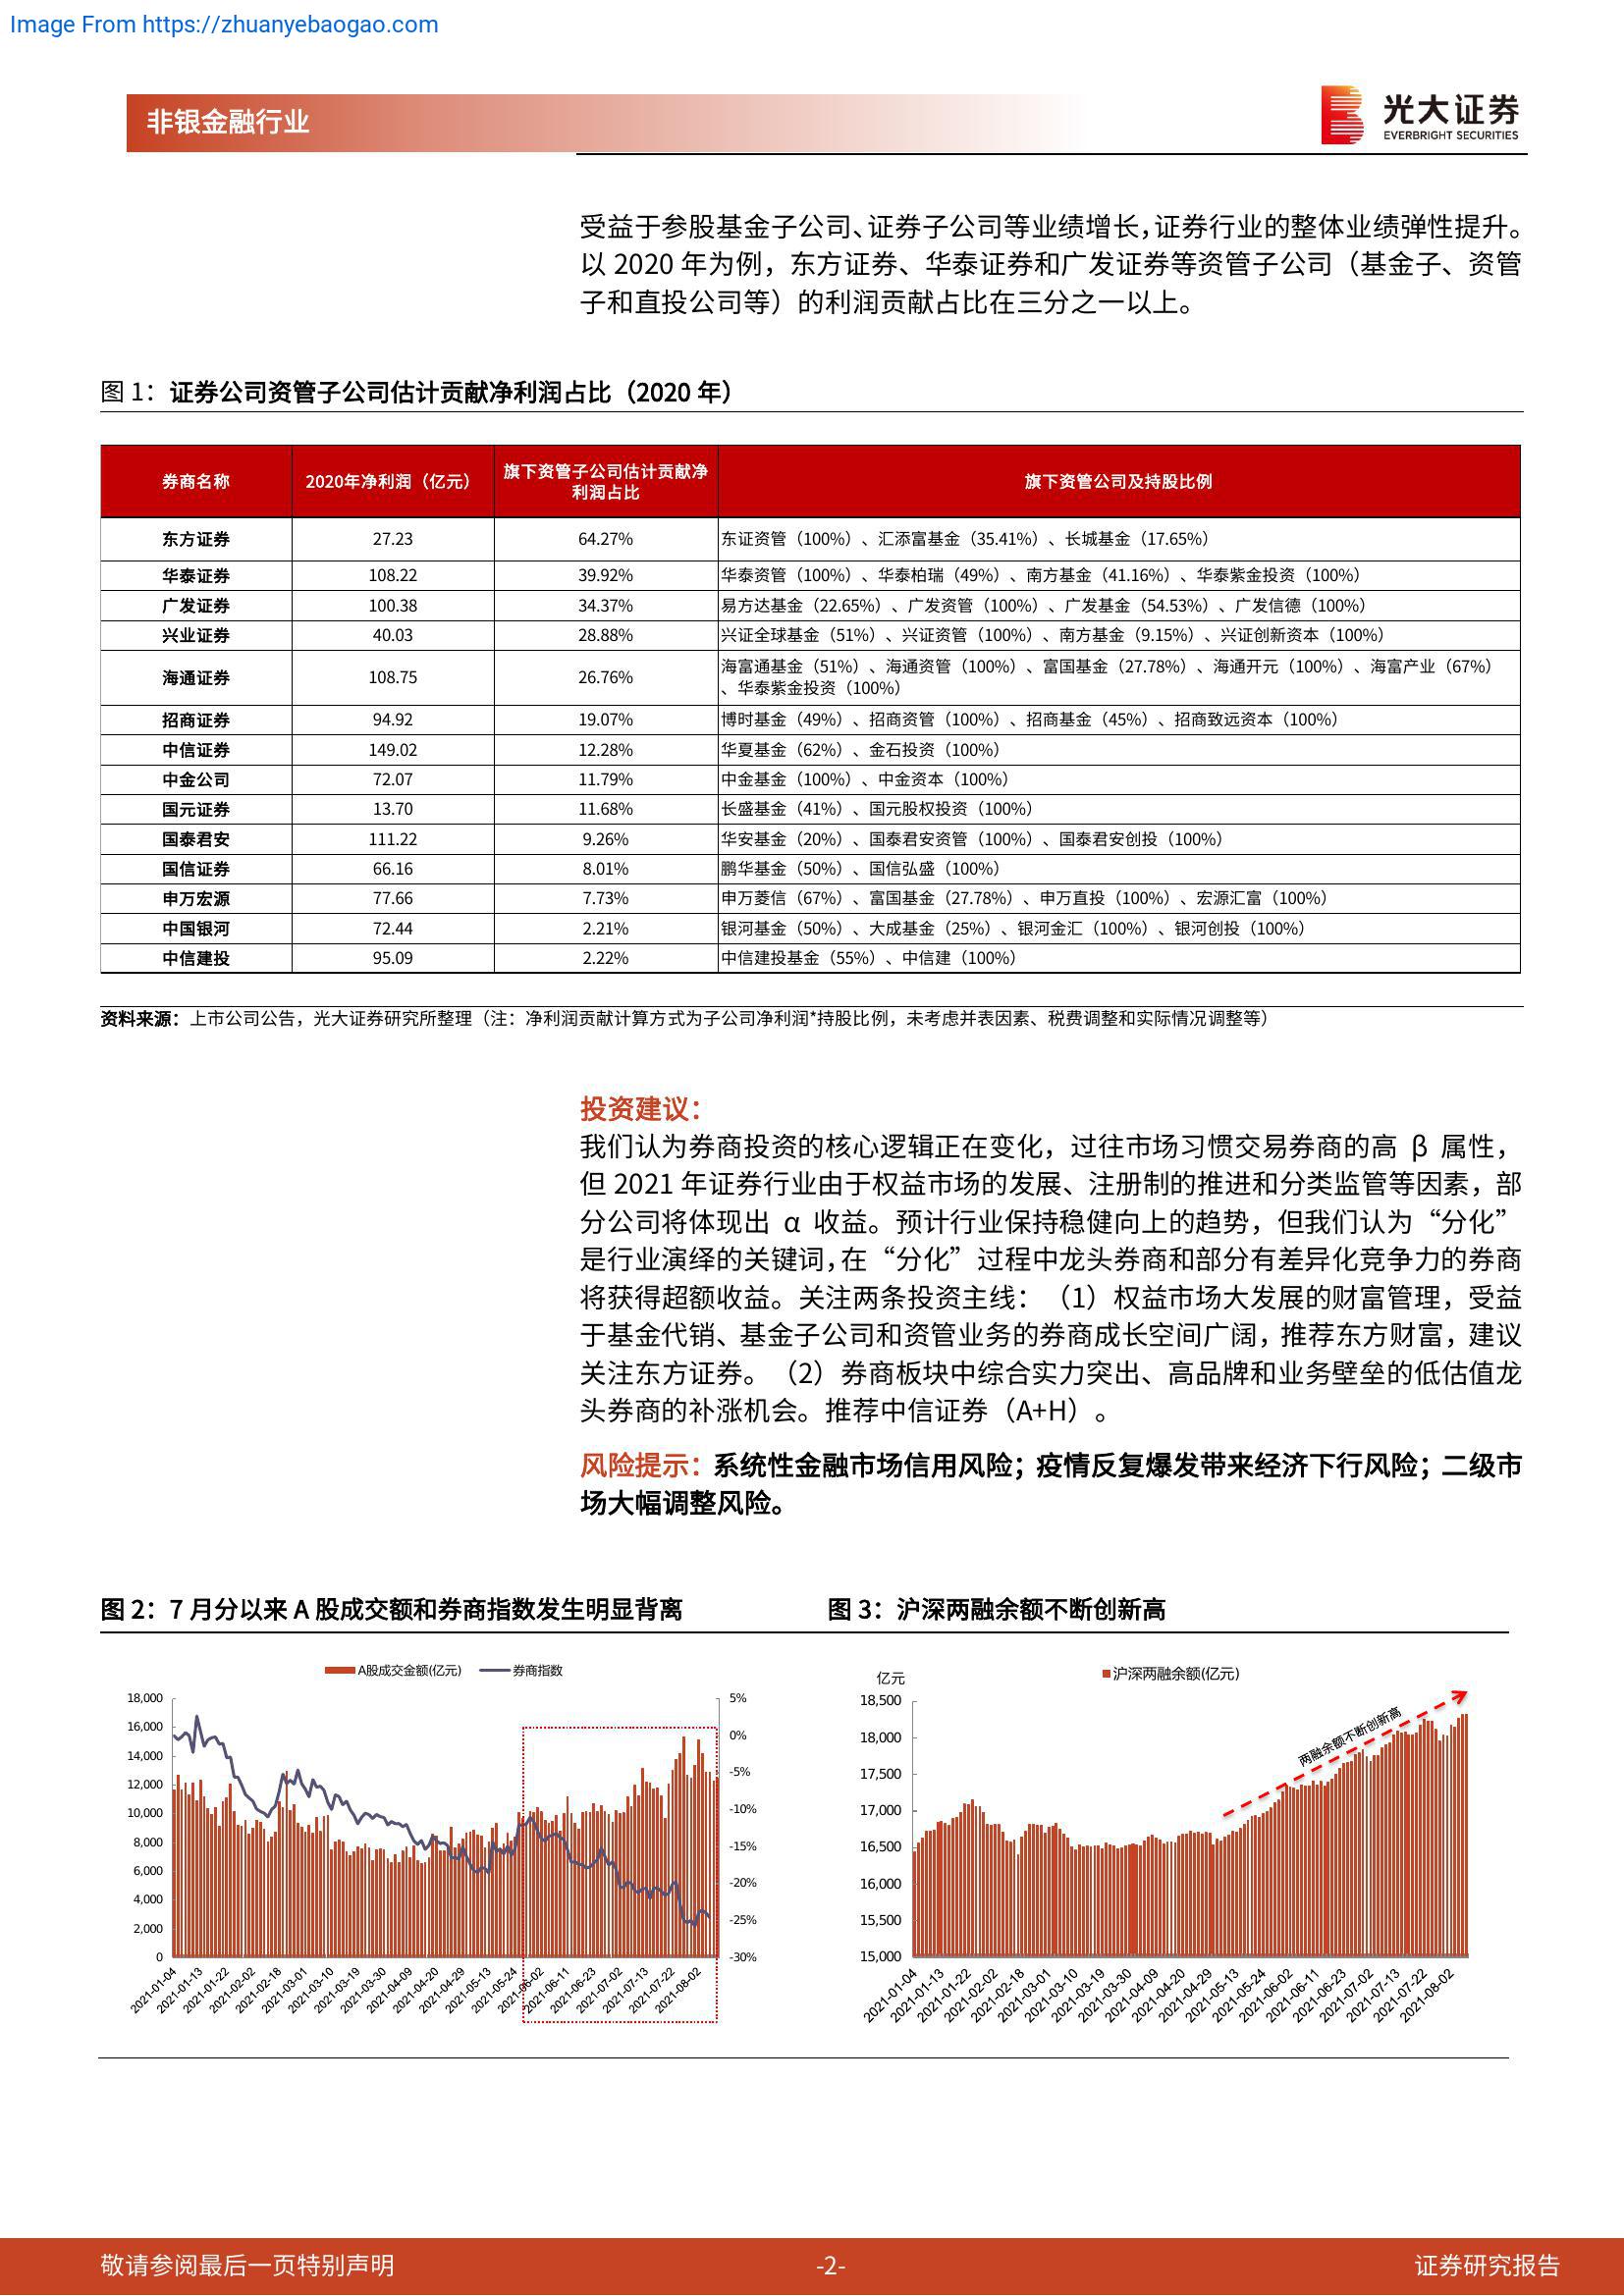 Image From https://zhuanyebaogao.com
非银金融行业
光大证券
EVERBRIGHT SECURITIES
受益于参股基金子公司、证券子公司等业绩增长，证券行业的整体业绩弹性提升。
以 2020 年为例，东方证券、华泰证券和广发证券等资管子公司（基金子、资管
子和直投公司等）的利润贡献占比在三分之一以上。
图 1：证券公司资管子公司估计贡献净利润占比（2020 年）
券商名称 2020年净利润（亿元） 旗下资管子公司估计贡献净利润占比 旗下资管公司及持股比例
东方证券 27.23 64.27% 东证资管（100%）、汇添富基金（35.41%）、长城基金（17.65%）
华泰证券 108.22 39.92% 华泰资管（100%）、华泰柏瑞（49%）、南方基金（41.16%）、华泰紫金投资（100%）
广发证券 100.38 34.37% 易方达基金（22.65%）、广发资管（100%）、广发基金（54.53%）、广发信德（100%）
兴业证券 40.03 28.88% 兴证全球基金（51%）、兴证资管（100%）、南方基金（9.15%）、兴证创新资本（100%）
海通证券 108.75 26.76% 海富通基金（51%）、海通资管（100%）、富国基金（27.78%）、海通开元（100%）、海富产业（67%）
、华泰紫金投资（100%）
招商证券 94.92 19.07% 博时基金（49%）、招商资管（100%）、招商基金（45%）、招商致远资本（100%）
中信证券 149.02 12.28% 华夏基金（62%）、金石投资（100%）
中金公司 72.07 11.79% 中金基金（100%）、中金资本（100%）
国元证券 13.70 11.68% 长盛基金（41%）、国元股权投资（100%）
国泰君安 111.22 9.26% 华安基金（20%）、国泰君安资管（100%）、国泰君安创投（100%）
国信证券 66.16 8.01% 鹏华基金（50%）、国信弘盛（100%）
申万宏源 77.66 7.73% 申万菱信（67%）、富国基金（27.78%）、申万直投（100%）、宏源汇富（100%）
中国银河 72.44 2.21% 银河基金（50%）、大成基金（25%）、银河金汇（100%）、银河创投（100%）
中信建投 95.09 2.22% 中信建投基金（55%）、中信建（100%）
资料来源：上市公司公告，光大证券研究所整理（注：净利润贡献计算方式为子公司净利润*持股比例，未考虑并表因素、税费调整和实际情况调整等）
投资建议：
我们认为券商投资的核心逻辑正在变化，过往市场习惯交易券商的高 β 属性，
但 2021 年证券行业由于权益市场的发展、注册制的推进和分类监管等因素，部
分公司将体现出 α 收益。预计行业保持稳健向上的趋势，但我们认为“分化”
是行业演绎的关键词，在“分化”过程中龙头券商和部分有差异化竞争力的券商
将获得超额收益。关注两条投资主线：（1）权益市场大发展的财富管理，受益
于基金代销、基金子公司和资管业务的券商成长空间广阔，推荐东方财富，建议
关注东方证券。（2）券商板块中综合实力突出、高品牌和业务壁垒的低估值龙
头券商的补涨机会。推荐中信证券（A+H）。
风险提示：系统性金融市场信用风险；疫情反复爆发带来经济下行风险；二级市
场大幅调整风险。
图 2：7 月分以来 A 股成交额和券商指数发生明显背离
A股成交金额(亿元) 券商指数
18,000
16,000
14,000
12,000
10,000
8,000
6,000
4,000
2,000
0
5%
0%
-5%
-10%
-15%
-20%
-25%
-30%
2021-01-04
2021-01-13
2021-01-22
2021-02-02
2021-02-18
2021-03-01
2021-03-10
2021-03-19
2021-03-30
2021-04-09
2021-04-20
2021-04-29
2021-05-13
2021-05-24
2021-06-02
2021-06-11
2021-06-23
2021-07-02
2021-07-13
2021-07-22
2021-08-02
图 3：沪深两融余额不断创新高
亿元
沪深两融余额(亿元)
两融余额不断创新高
18,500
18,000
17,500
17,000
16,500
16,000
15,500
15,000
2021-01-04
2021-01-13
2021-01-22
2021-02-02
2021-02-18
2021-03-01
2021-03-10
2021-03-19
2021-03-30
2021-04-09
2021-04-20
2021-04-29
2021-05-13
2021-05-24
2021-06-02
2021-06-11
2021-06-23
2021-07-02
2021-07-13
2021-07-22
2021-08-02
敬请参阅最后一页特别声明
-2-
证券研究报告